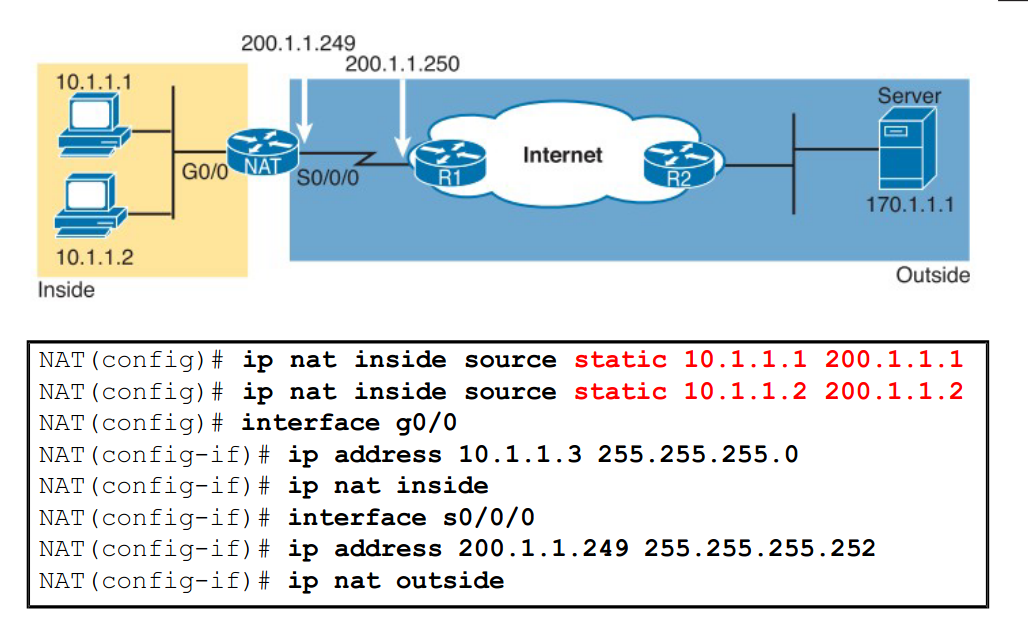 200.1.1.249
200.1.1.250
10.1.1.1
Server
Internet
G0/0
NAT
S0/0/0
R1
R2
170.1.1.1
10.1.1.2
Outside
Inside
NAT(config)# ip nat inside source static 10.1.1.1 200.1.1.1
NAT(config)# ip nat inside source static 10.1.1.2 200.1.1.2
NAT(config)# interface g0/0
NAT(config-if)# ip address 10.1.1.3 255.255.255.0
NAT(config-if)# ip nat inside
NAT(config-if)# interface s0/0/0
NAT(config-if)# ip address 200.1.1.249 255.255.255.252
NAT(config-if)# ip nat outside